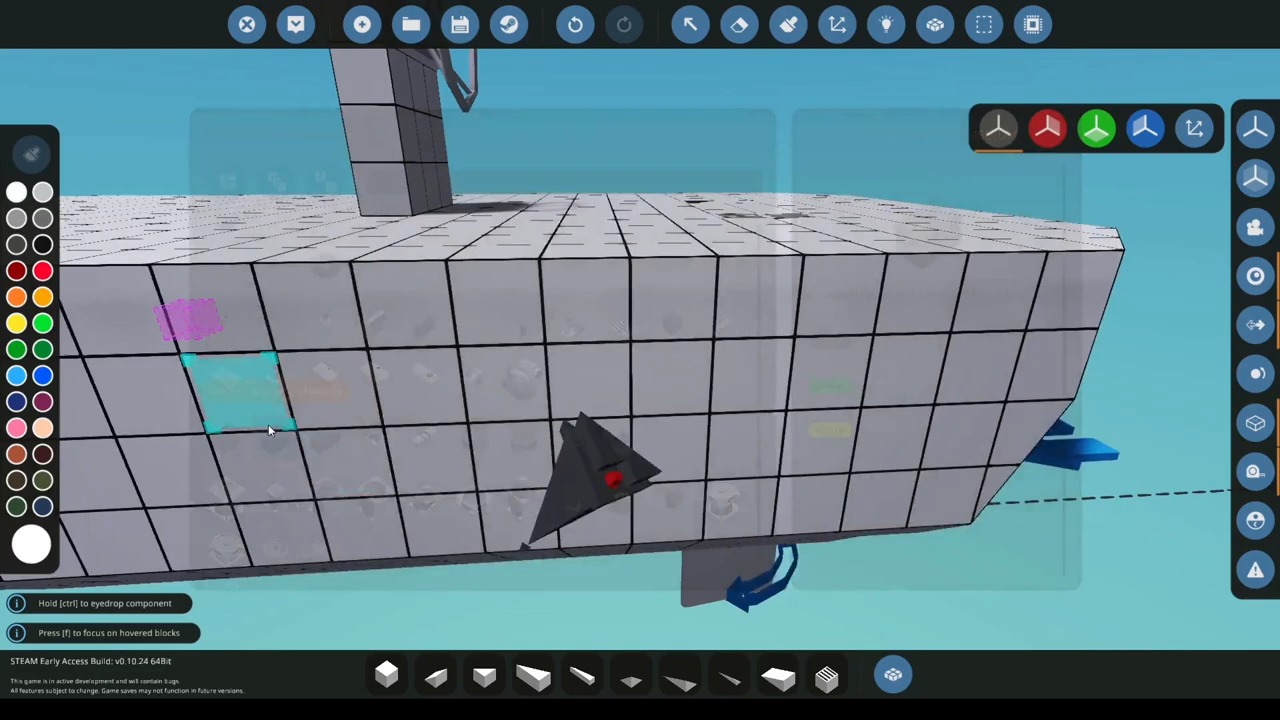 Hold [ctrl] to eyedrop component
Press [f] to focus on hovered blocks
STEAM Early Access Build: v0.10.24 64Bit
This game is in active development and will contain bugs.
All features subject to change. Game saves may not function in future versions.